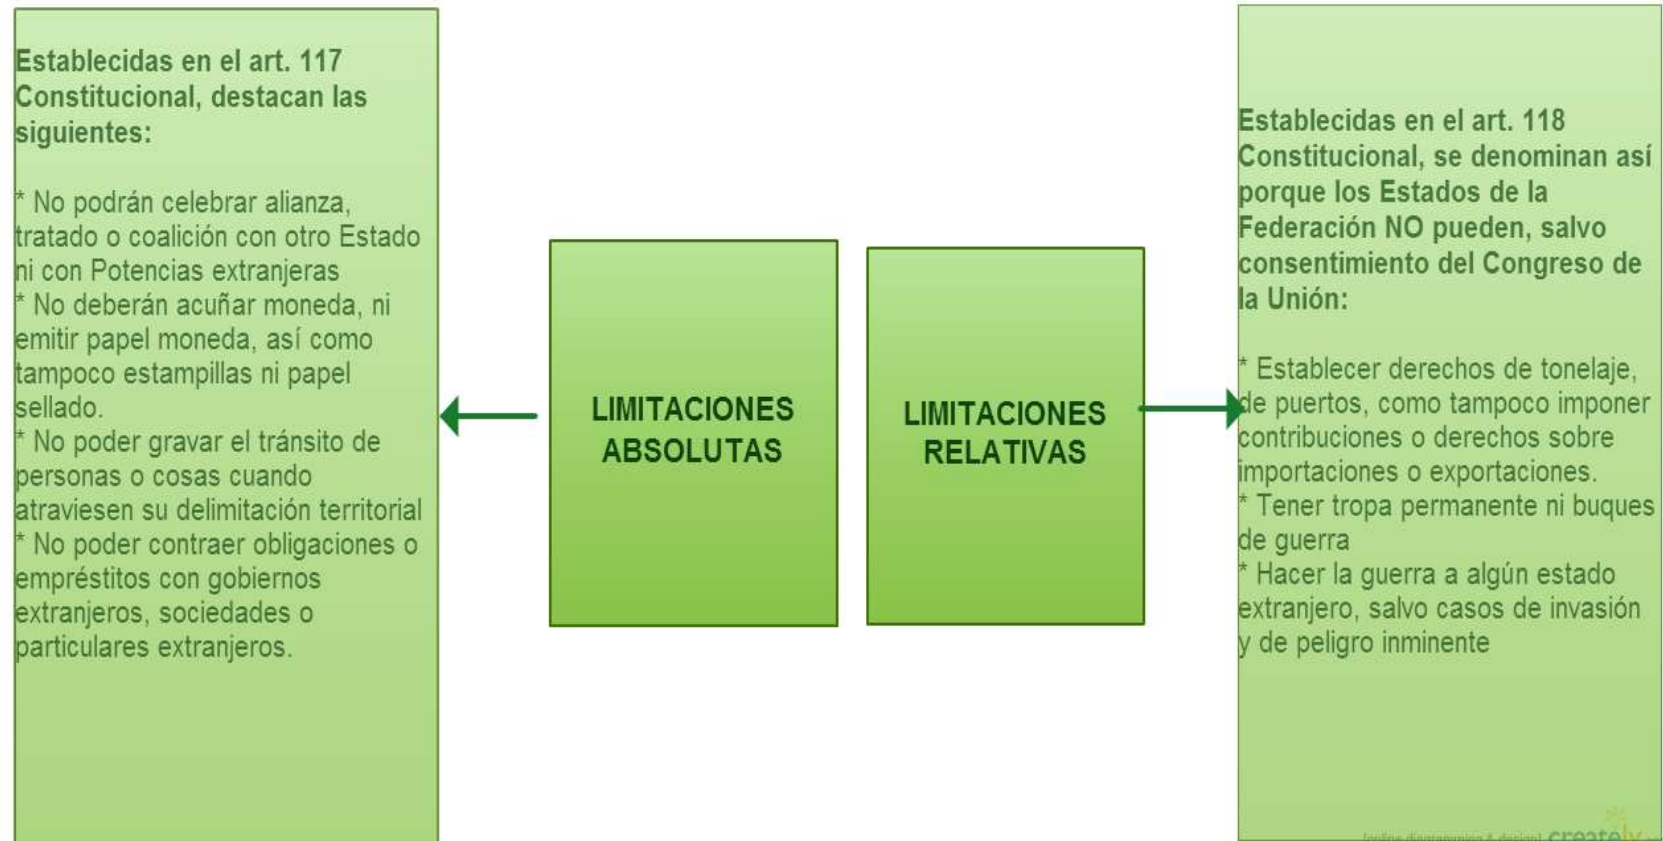 Establecidas en el art. 117
Constitucional, destacan las
siguientes:
* No podrán celebrar alianza,
tratado o coalición con otro Estado
ni con Potencias extranjeras
* No deberán acuñar moneda, ni
emitir papel moneda, así como
tampoco estampillas ni papel
sellado.
* No poder gravar el tránsito de
personas o cosas cuando
atraviesen su delimitación territorial
* No poder contraer obligaciones o
empréstitos con gobiernos
extranjeros, sociedades o
particulares extranjeros.
LIMITACIONES
ABSOLUTAS
LIMITACIONES
RELATIVAS
Establecidas en el art. 118
Constitucional, se denominan así
porque los Estados de la
Federación NO pueden, salvo
consentimiento del Congreso de
la Unión:
* Establecer derechos de tonelaje,
de puertos, como tampoco imponer
contribuciones o derechos sobre
importaciones o exportaciones.
* Tener tropa permanente ni buques
de guerra
* Hacer la guerra a algún estado
extranjero, salvo casos de invasión
y de peligro inminente
[online diagramming & design] creately